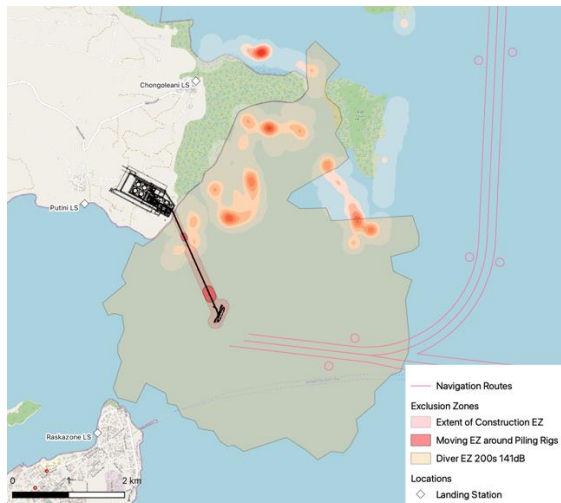 Chongoleani LS
Putini LS
Raskazone LS
0 1 2 km
Navigation Routes
Exclusion Zones
Extent of Construction EZ
Moving EZ around Piling Rigs
Diver EZ 200s 141dB
Locations
Landing Station